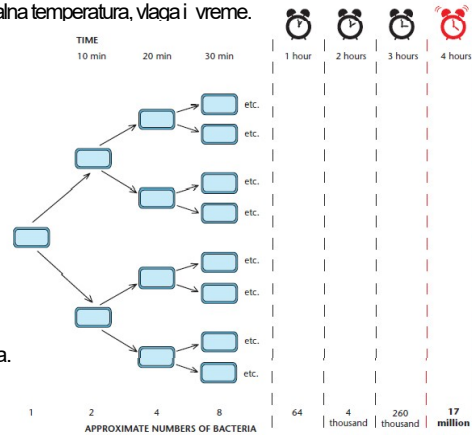 alna temperatura, vlaga i vreme.
TIME
10 min 20 min 30 min 1 hour 2 hours 3 hours 4 hours
etc.
etc.
etc.
etc.
etc.
etc.
etc.
a.
etc.
1 2 4 8 64 4 thousand 260 thousand 17 million
APPROXIMATE NUMBERS OF BACTERIA